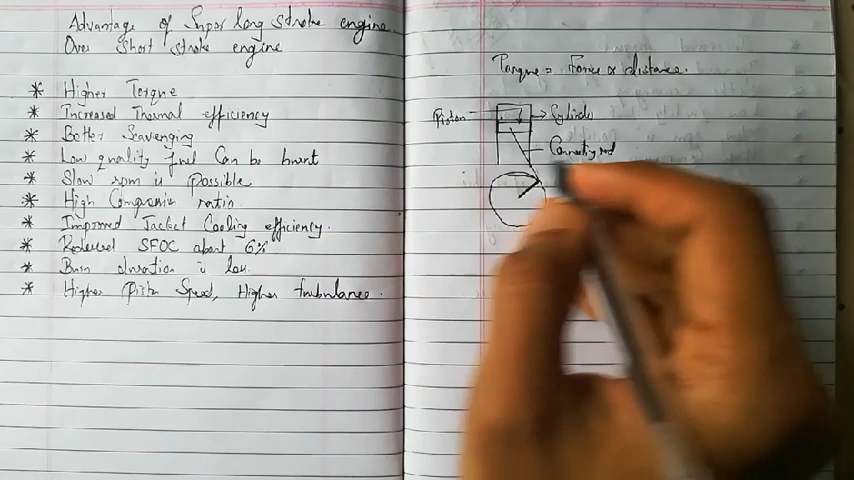 Advantage of Super long stroke engine
Over Short stroke engine
* Higher Torque
* Increased Thermal efficiency
* Better Scavenging
* Low quality fuel Can be burnt
* Slow rpm is possible.
* High Compression ratio
* Improved Jacket Cooling efficiency.
* Reduced SFOC about 6%
* Burn duration is low.
* Higher Piston Speed, Higher turbulance.
Torque = Force x distance.
Piston
Cylinder
Connecting rod